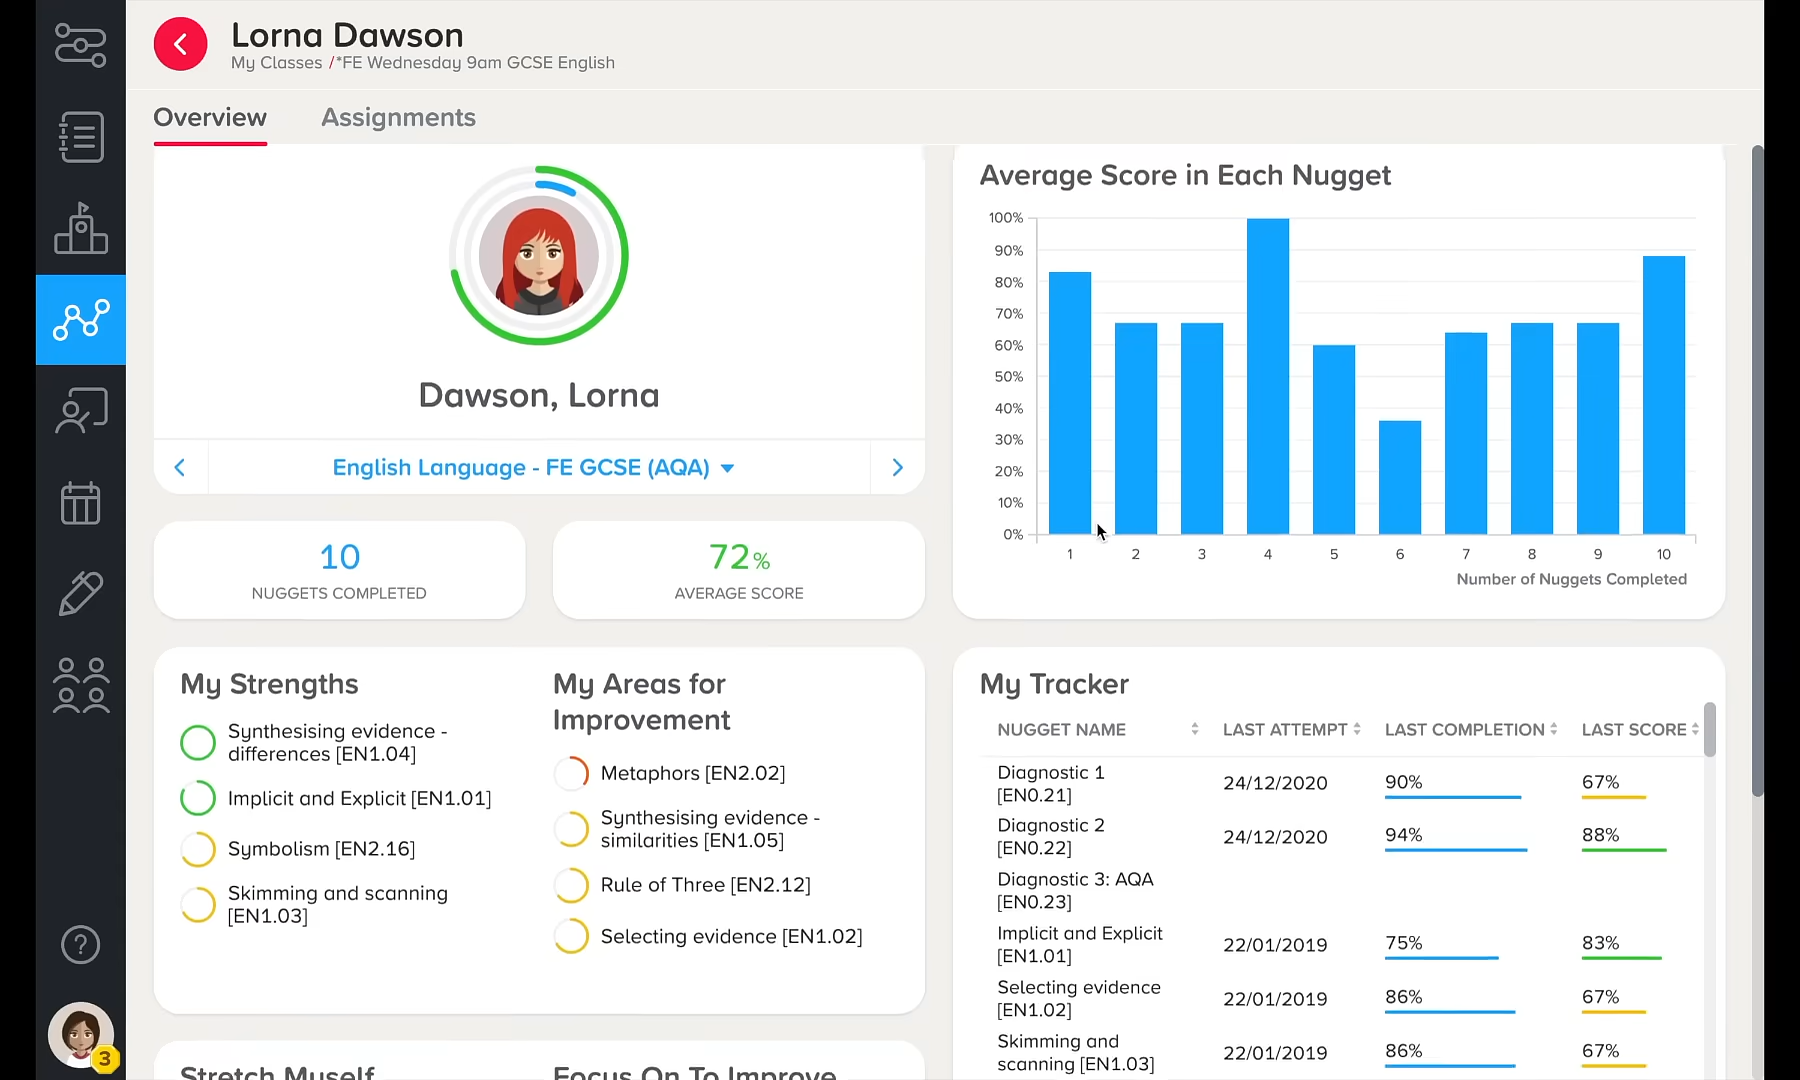 Lorna Dawson
My Classes /*FE Wednesday 9am GCSE English
Overview
Assignments
Dawson, Lorna
English Language - FE GCSE (AQA)
10
NUGGETS COMPLETED
72%
AVERAGE SCORE
Average Score in Each Nugget
100%
90%
80%
70%
60%
50%
40%
30%
20%
10%
0%
1 2 3 4 5 6 7 8 9 10
Number of Nuggets Completed
My Strengths
Synthesising evidence -
differences [EN1.04]
Implicit and Explicit [EN1.01]
Symbolism [EN2.16]
Skimming and scanning
[EN1.03]
My Areas for
Improvement
Metaphors [EN2.02]
Synthesising evidence -
similarities [EN1.05]
Rule of Three [EN2.12]
Selecting evidence [EN1.02]
My Tracker
NUGGET NAME LAST ATTEMPT LAST COMPLETION LAST SCORE
Diagnostic 1
[EN0.21] 24/12/2020 90% 67%
Diagnostic 2
[EN0.22] 24/12/2020 94% 88%
Diagnostic 3: AQA
[EN0.23]
Implicit and Explicit
[EN1.01] 22/01/2019 75% 83%
Selecting evidence
[EN1.02] 22/01/2019 86% 67%
Skimming and
scanning [EN1.03] 22/01/2019 86% 67%
Stretch Myself
Focus On To Improve
?
3